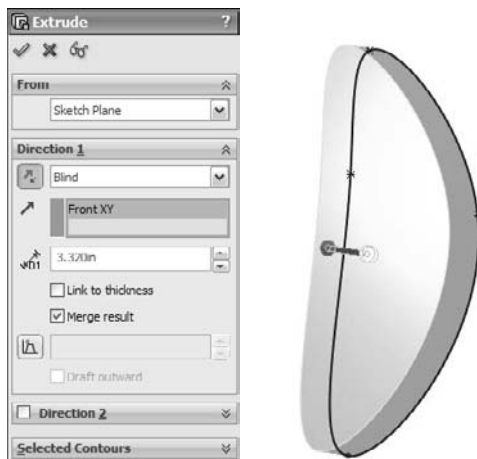 Extrude ?
From
Sketch Plane
Direction 1
Blind
Front XY
D1 3.320in
Link to thickness
Merge result
Draft outward
Direction 2
Selected Contours